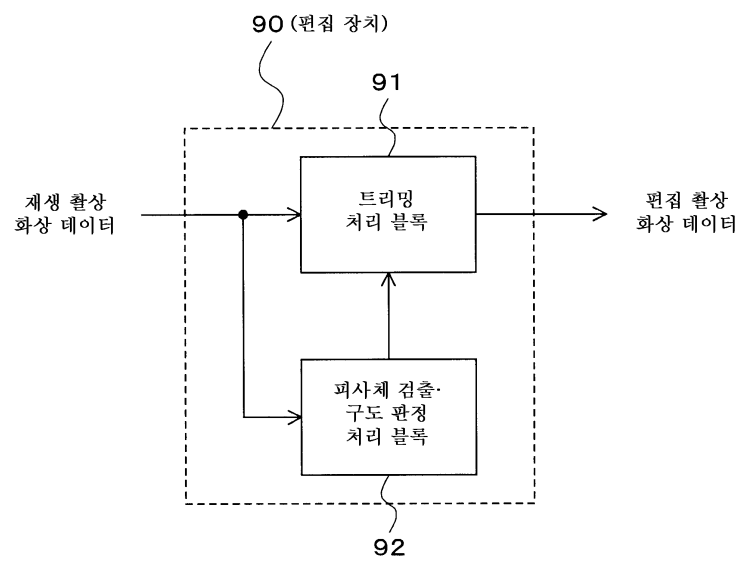 90 (편집 장치)
91
재생 촬상
화상 데이터
트리밍
처리 블록
편집 촬상
화상 데이터
피사체 검출·
구도 판정
처리 블록
92